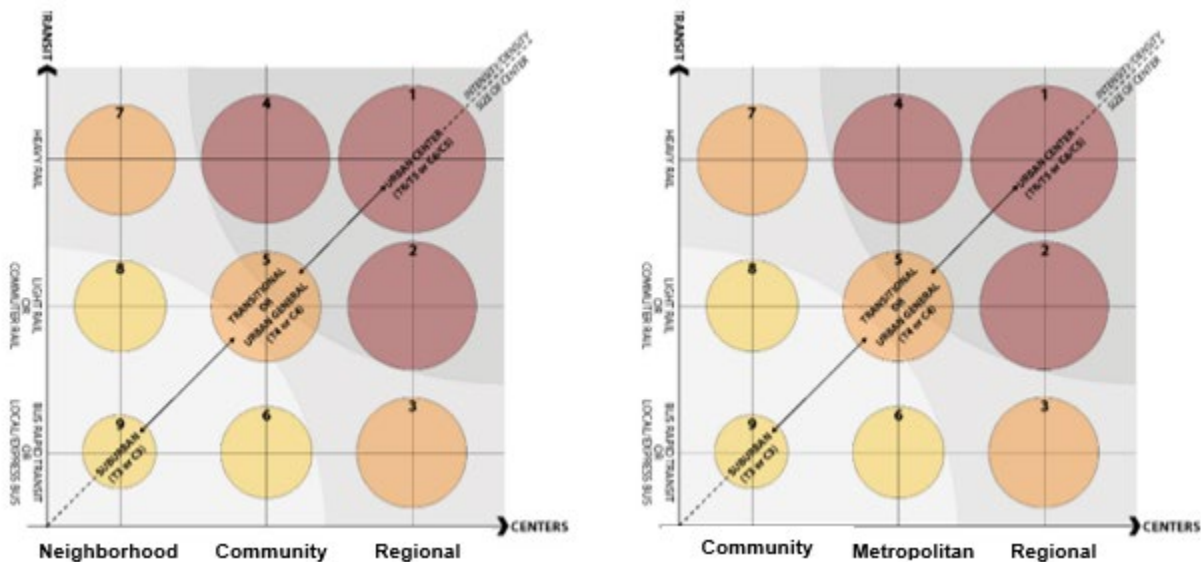 TRANSIT
INTENSITY/DENSITY
SIZE OF CENTER
HEAVY RAIL
LIGHT RAIL
OR
COMMUTER RAIL
BUS RAPID TRANSIT
OR
LOCAL/EXPRESS BUS
7
4
1
URBAN CENTER
(T6/T5 or C6/C5)
8
5
TRANSITIONAL
OR
URBAN GENERAL
(T4 or C4)
2
9
SUBURBAN
(T3 or C3)
6
3
CENTERS
Neighborhood
Community
Regional
TRANSIT
INTENSITY/DENSITY
SIZE OF CENTER
HEAVY RAIL
LIGHT RAIL
OR
COMMUTER RAIL
BUS RAPID TRANSIT
OR
LOCAL/EXPRESS BUS
7
4
1
URBAN CENTER
(T6/T5 or C6/C5)
8
5
TRANSITIONAL
OR
URBAN GENERAL
(T4 or C4)
2
9
SUBURBAN
(T3 or C3)
6
3
CENTERS
Community
Metropolitan
Regional